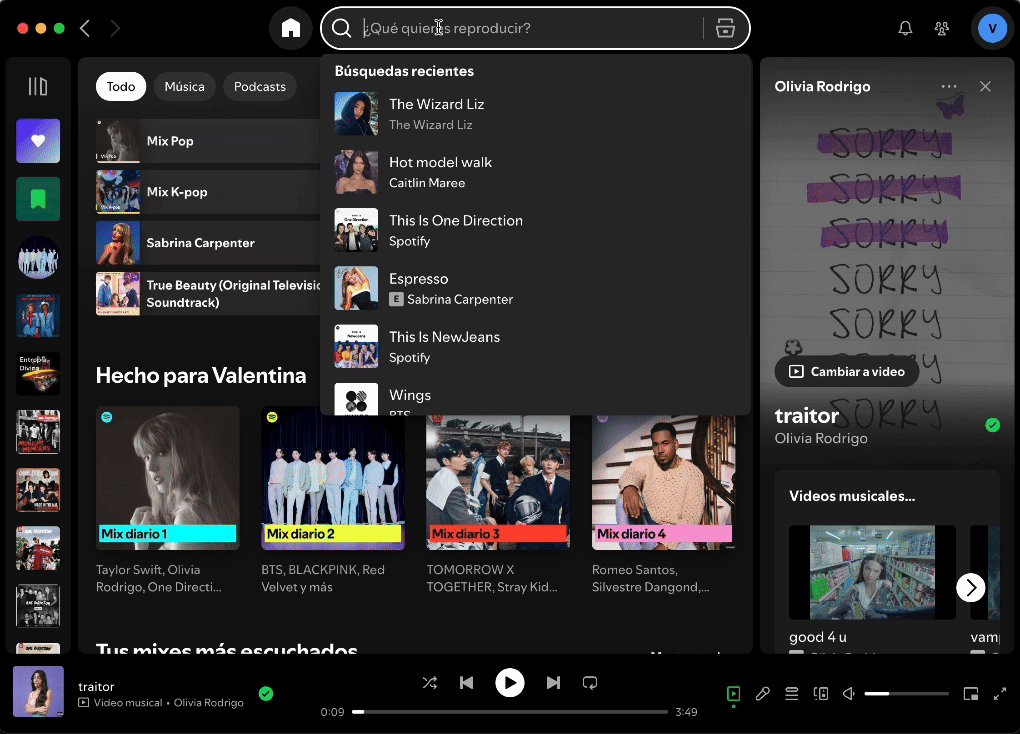 ¿Qué quieres reproducir?
V
Todo
Música
Podcasts
Mix Pop
Mix K-pop
Sabrina Carpenter
True Beauty (Original Televisio
Soundtrack)
Búsquedas recientes
The Wizard Liz
The Wizard Liz
Hot model walk
Caitlin Maree
This Is One Direction
Spotify
Espresso
E Sabrina Carpenter
This Is NewJeans
Spotify
Wings
BTS
Hecho para Valentina
Mix diario 1
Taylor Swift, Olivia
Rodrigo, One Directi...
Mix diario 2
BTS, BLACKPINK, Red
Velvet y más
Mix diario 3
TOMORROW X
TOGETHER, Stray Kid...
Mix diario 4
Romeo Santos,
Silvestre Dangond,...
Tus mixes más escuchados
Olivia Rodrigo
SORRY
SORRY
SORRY
SORRY
SORRY
SORRY
Cambiar a video
traitor
Olivia Rodrigo
Videos musicales...
good 4 u
vamp
traitor
Video musical • Olivia Rodrigo
0:09
3:49